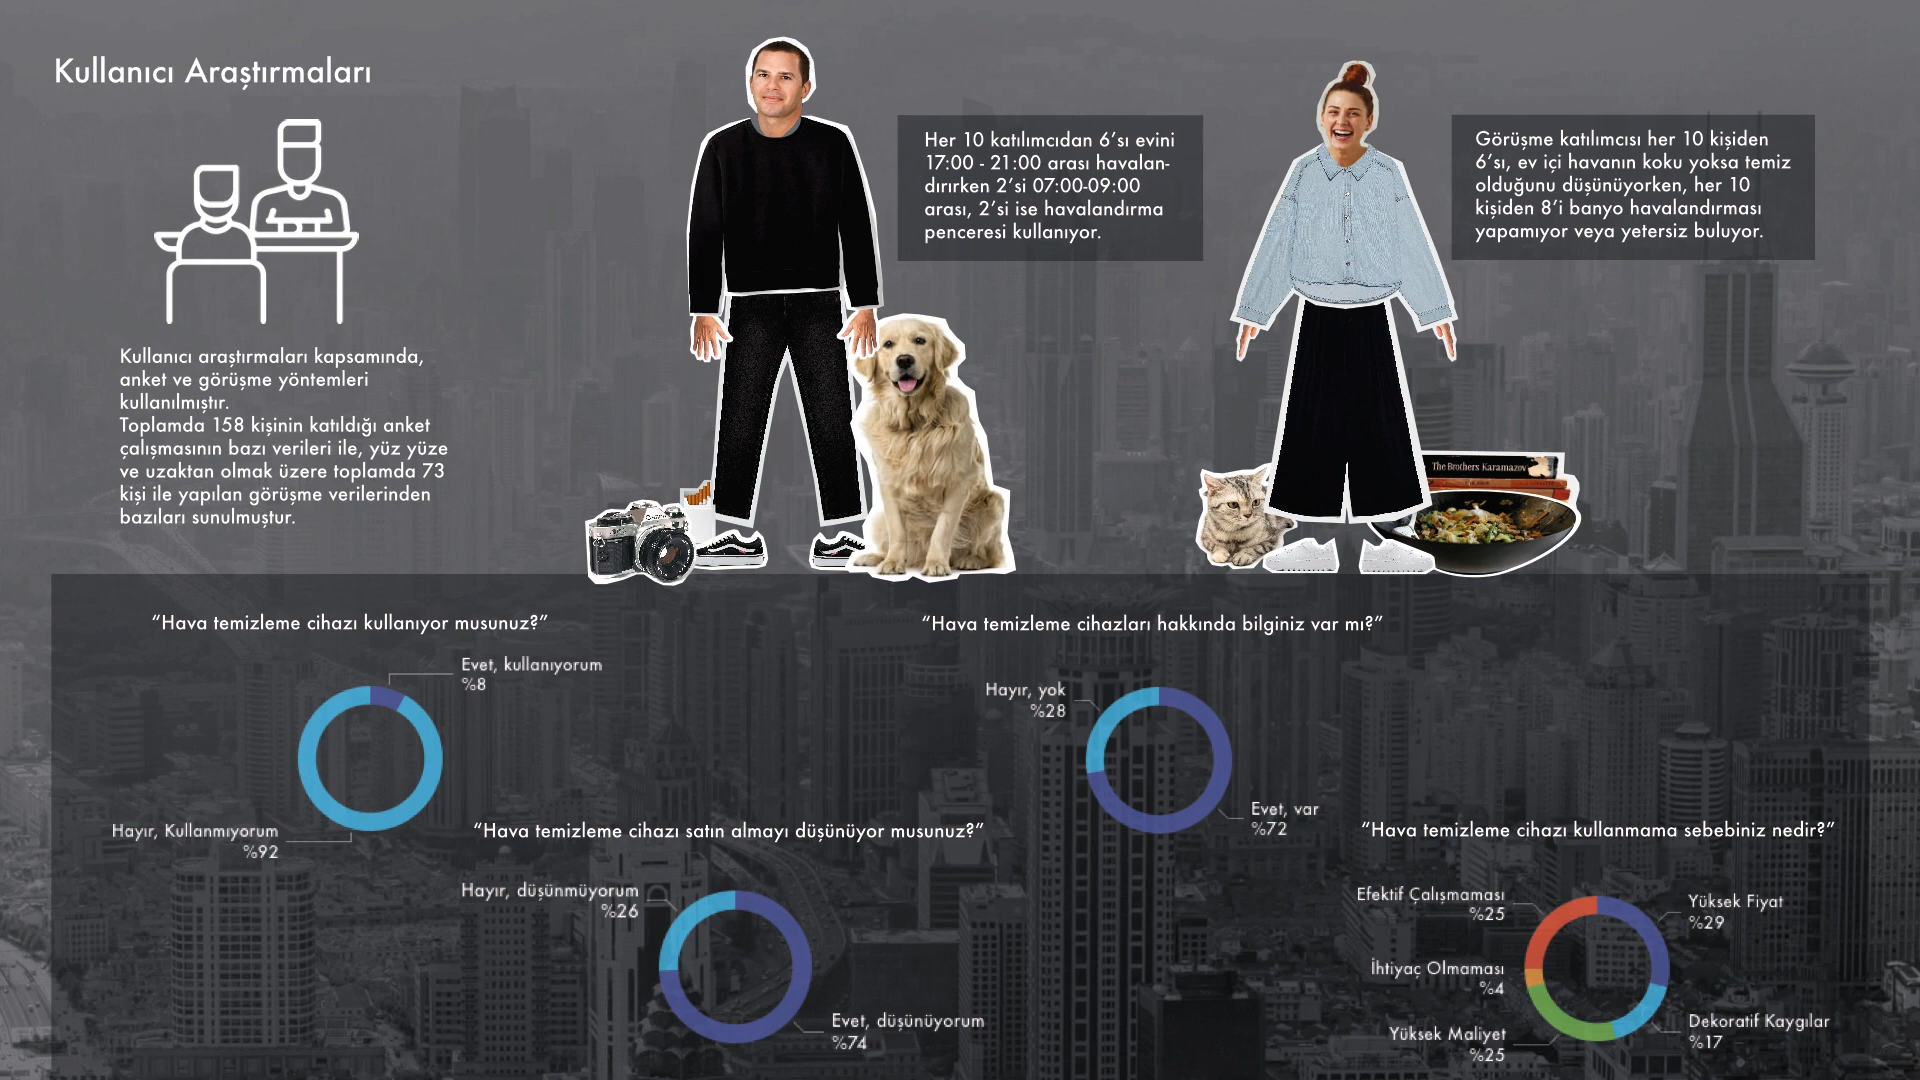 Kullanıcı Araştırmaları
Kullanıcı araştırmaları kapsamında,
anket ve görüşme yöntemleri
kullanılmıştır.
Toplamda 158 kişinin katıldığı anket
çalışmasının bazı verileri ile, yüz yüze
ve uzaktan olmak üzere toplamda 73
kişi ile yapılan görüşme verilerinden
bazıları sunulmuştur.
Her 10 katılımcıdan 6’sı evini
17:00 - 21:00 arası havalan-
dırırken 2’si 07:00-09:00
arası, 2’si ise havalandırma
penceresi kullanıyor.
Görüşme katılımcısı her 10 kişiden
6’sı, ev içi havanın koku yoksa temiz
olduğunu düşünüyorken, her 10
kişiden 8’i banyo havalandırması
yapamıyor veya yetersiz buluyor.
The Brothers Karamazov
“Hava temizleme cihazı kullanıyor musunuz?”
Evet, kullanıyorum
%8
Hayır, Kullanmıyorum
%92
“Hava temizleme cihazı satın almayı düşünüyor musunuz?”
Hayır, düşünmüyorum
%26
Evet, düşünüyorum
%74
“Hava temizleme cihazları hakkında bilginiz var mı?”
Hayır, yok
%28
Evet, var
%72
“Hava temizleme cihazı kullanmama sebebiniz nedir?”
Efektif Çalışmaması
%25
Yüksek Fiyat
%29
İhtiyaç Olmaması
%4
Yüksek Maliyet
%25
Dekoratif Kaygılar
%17